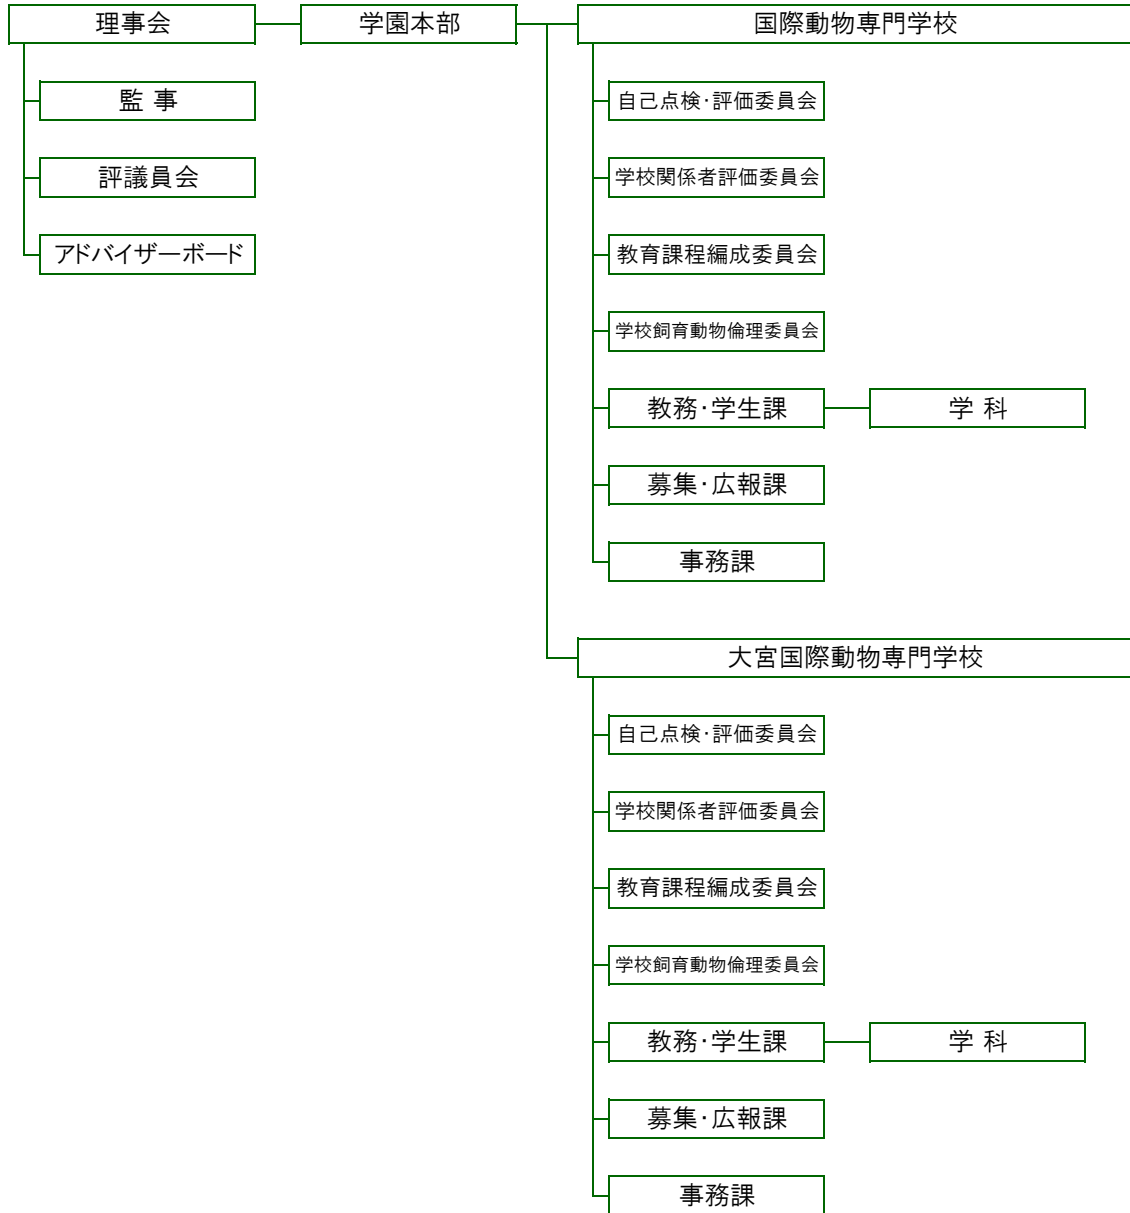 理事会
学園本部
国際動物専門学校
監 事
評議員会
アドバイザーボード
自己点検･評価委員会
学校関係者評価委員会
教育課程編成委員会
学校飼育動物倫理委員会
教務･学生課
学 科
募集･広報課
事務課
大宮国際動物専門学校
自己点検･評価委員会
学校関係者評価委員会
教育課程編成委員会
学校飼育動物倫理委員会
教務･学生課
学 科
募集･広報課
事務課